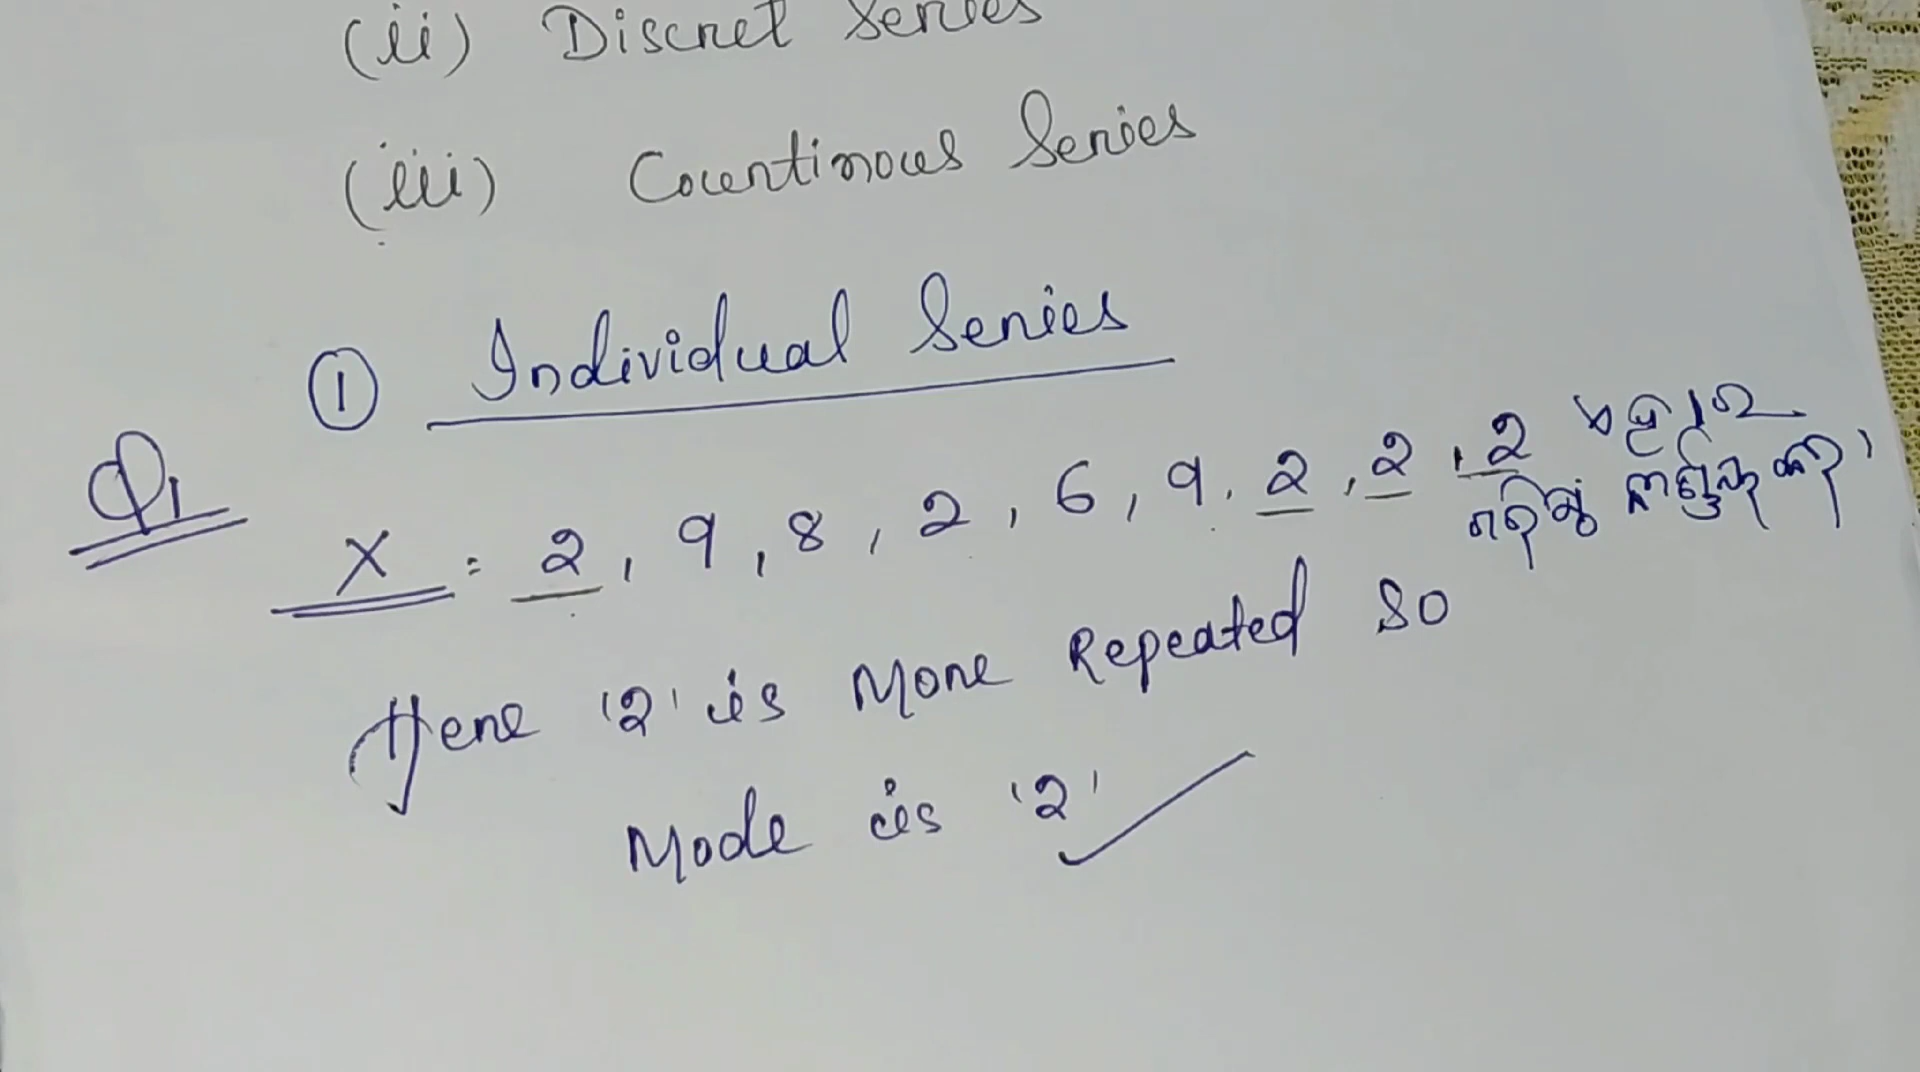 (ii) Discret Series
(iii) Countinous Series
① Individual Series
Q1
X = 2, 9, 8, 2, 6, 9, 2, 2, 2
Here '2' is More Repeated so
Mode is '2'